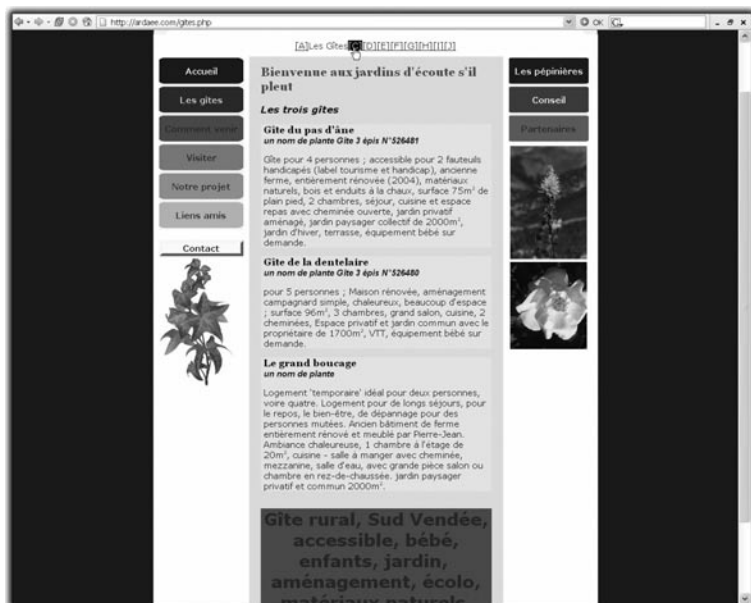 http://ardaee.com/gites.php
OK
G
[A]Les Gîtes[C][D][E][F][G][H][I][J]
Accueil
Les gîtes
Comment venir
Visiter
Notre projet
Liens amis
Contact
Bienvenue aux jardins d'écoute s'il
pleut
Les trois gîtes
Gîte du pas d'âne
un nom de plante Gite 3 épis N°526481
Gîte pour 4 personnes ; accessible pour 2 fauteuils
handicapés (label tourisme et handicap), ancienne
ferme, entièrement rénovée (2004), matériaux
naturels, bois et enduits à la chaux, surface 75m² de
plain pied, 2 chambres, séjour, cuisine et espace
repas avec cheminée ouverte, jardin privatif
aménagé, jardin paysager collectif de 2000m²,
jardin d'hiver, terrasse, équipement bébé sur
demande.
Gîte de la dentelaire
un nom de plante Gite 3 épis N°526480
pour 5 personnes ; Maison rénovée, aménagement
campagnard simple, chaleureux, beaucoup d'espace
; surface 96m², 3 chambres, grand salon, cuisine, 2
cheminées, Espace privatif et jardin commun avec le
propriétaire de 1700m², VTT, équipement bébé sur
demande.
Le grand boucage
un nom de plante
Logement 'temporaire' idéal pour deux personnes,
voire quatre. Logement pour de longs séjours, pour
le repos, le bien-être, de dépannage pour des
personnes mutées. Ancien bâtiment de ferme
entièrement rénové et meublé par Pierre-Jean.
Ambiance chaleureuse, 1 chambre à l'étage de
20m², cuisine - salle à manger avec cheminée,
mezzanine, salle d'eau, avec grande pièce salon ou
chambre en rez-de-chaussée. jardin paysager
privatif et commun 2000m².
Gîte rural, Sud Vendée,
accessible, bébé,
enfants, jardin,
aménagement, écolo,
matériaux naturels
Les pépinières
Conseil
Partenaires